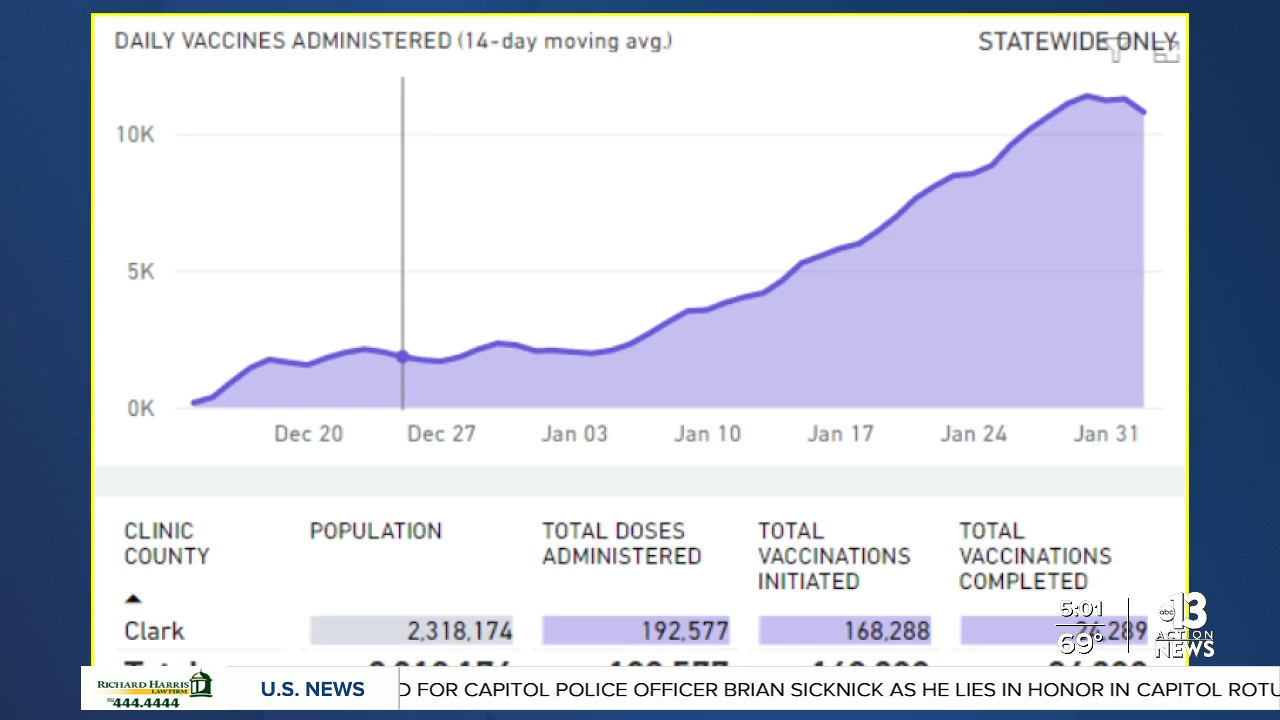 DAILY VACCINES ADMINISTERED (14-day moving avg.)
STATEWIDE ONLY
10K
5K
0K
Dec 20 Dec 27 Jan 03 Jan 10 Jan 17 Jan 24 Jan 31
CLINIC COUNTY
POPULATION
TOTAL DOSES ADMINISTERED
TOTAL VACCINATIONS INITIATED
TOTAL VACCINATIONS COMPLETED
Clark 2,318,174 192,577 168,288 24,289
5:01
69°
abc 13
ACTION
NEWS
RICHARD HARRIS
LAW FIRM
444.4444
U.S. NEWS
FOR CAPITOL POLICE OFFICER BRIAN SICKNICK AS HE LIES IN HONOR IN CAPITOL